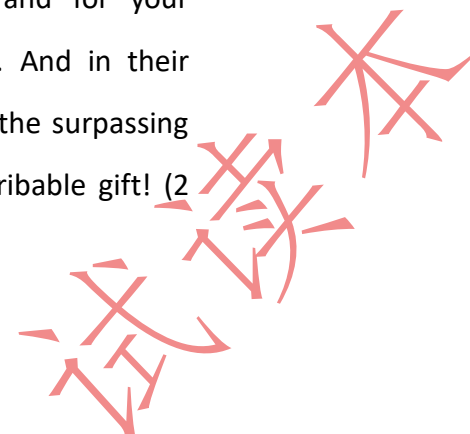 and for your
. And in their
the surpassing
ribable gift! (2
试读本